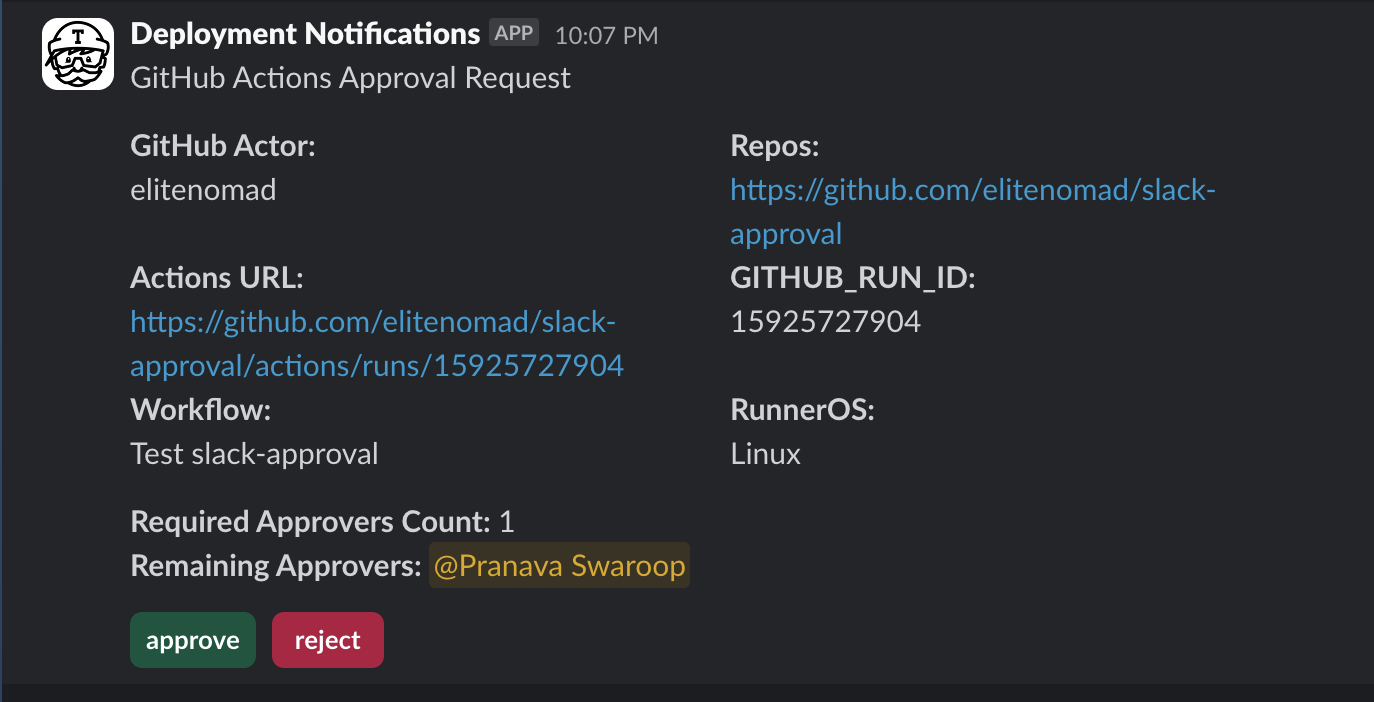 Deployment Notifications APP 10:07 PM
GitHub Actions Approval Request
GitHub Actor:
elitenomad
Repos:
https://github.com/elitenomad/slack-
approval
Actions URL:
https://github.com/elitenomad/slack-
approval/actions/runs/15925727904
GITHUB_RUN_ID:
15925727904
Workflow:
Test slack-approval
RunnerOS:
Linux
Required Approvers Count: 1
Remaining Approvers: @Pranava Swaroop
approve
reject
T